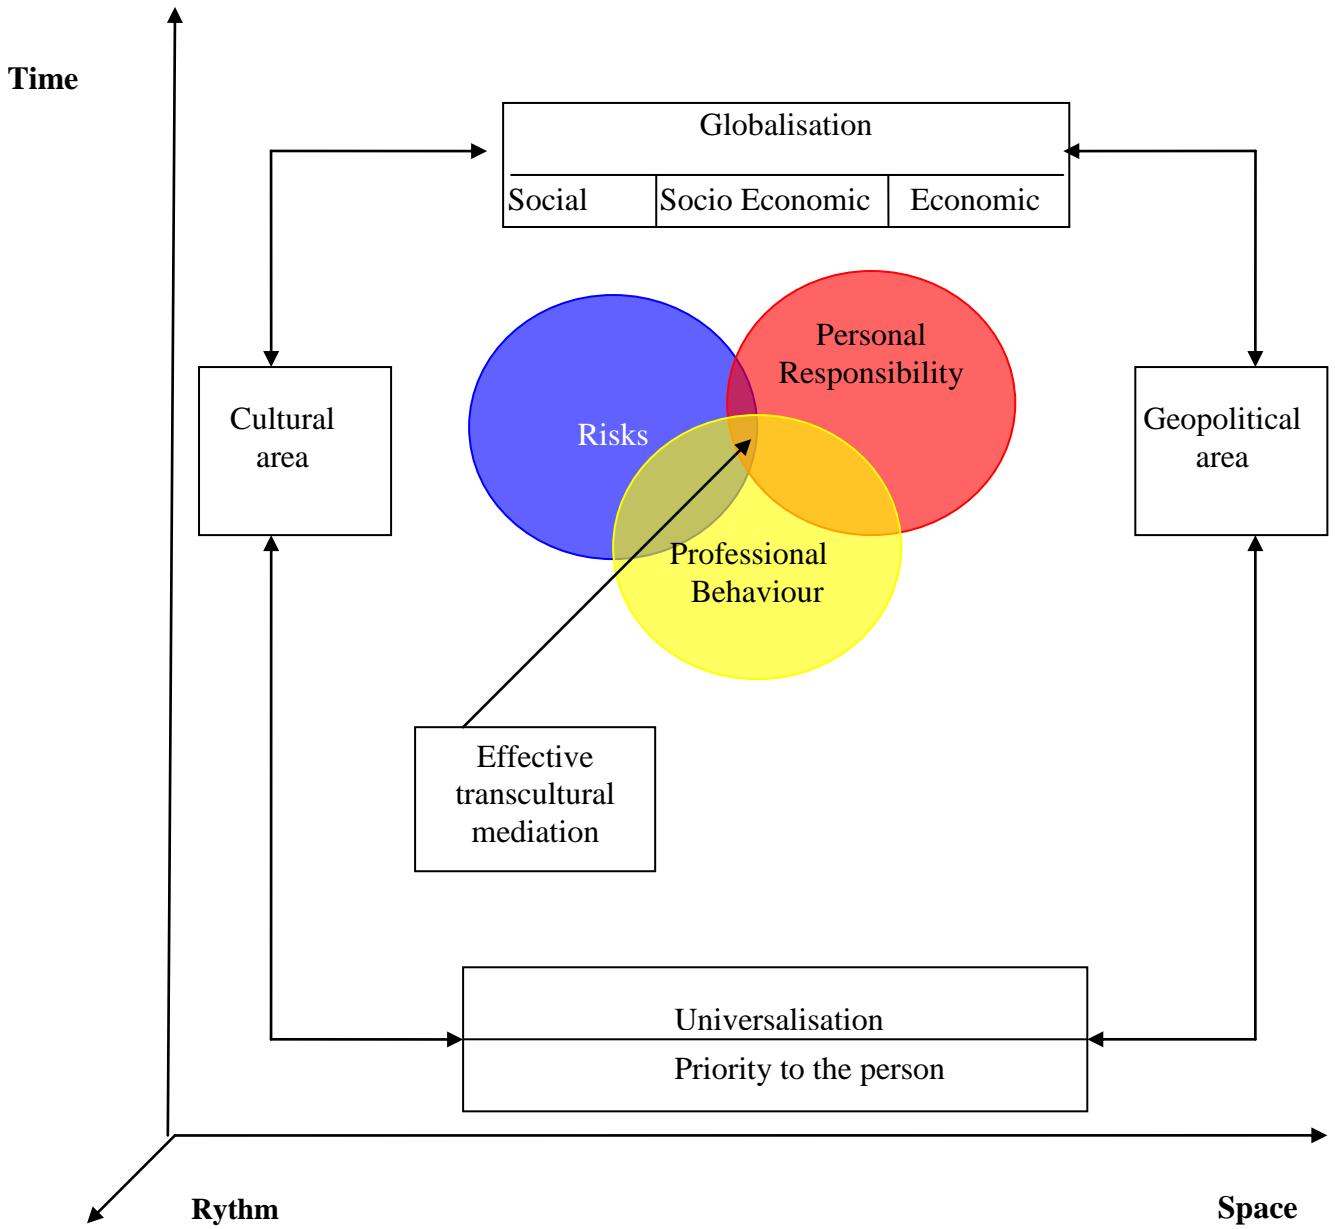 Time
Globalisation
Social
Socio Economic
Economic
Personal
Responsibility
Cultural
area
Risks
Geopolitical
area
Professional
Behaviour
Effective
transcultural
mediation
Universalisation
Priority to the person
Rythm
Space